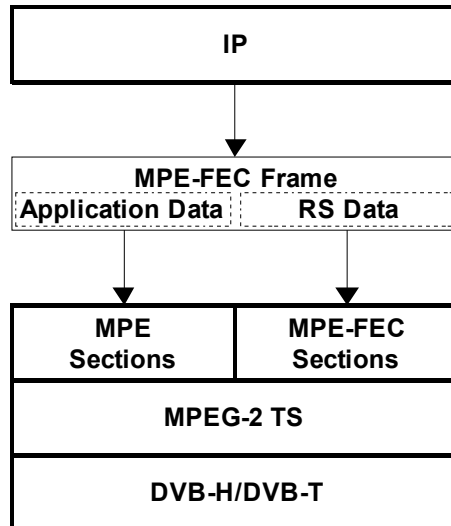 IP
MPE-FEC Frame
Application Data
RS Data
MPE
Sections
MPE-FEC
Sections
MPEG-2 TS
DVB-H/DVB-T